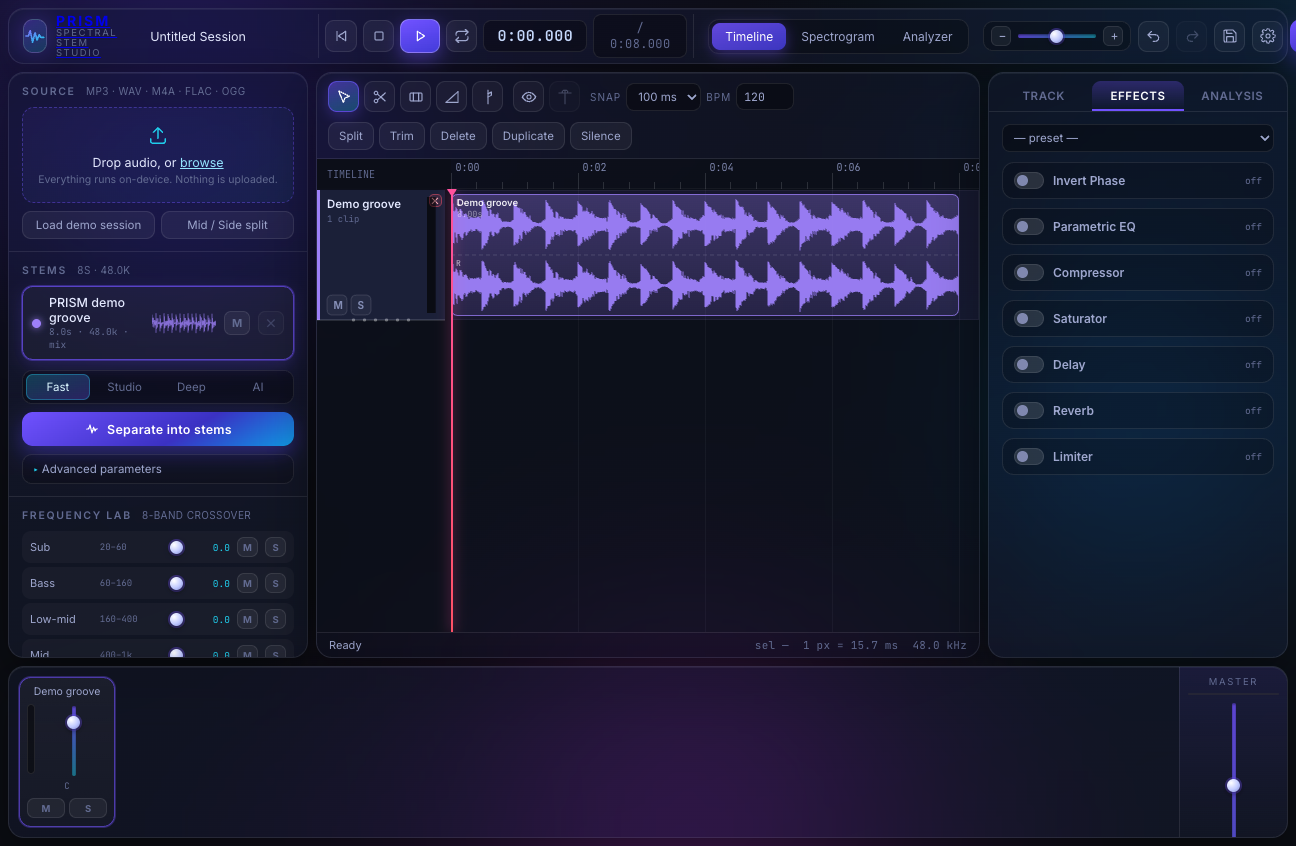 PRISM
SPECTRAL
STEM
STUDIO
Untitled Session
0:00.000
/
0:08.000
Timeline
Spectrogram
Analyzer
−
+
SOURCE MP3 · WAV · M4A · FLAC · OGG
Drop audio, or browse
Everything runs on-device. Nothing is uploaded.
Load demo session
Mid / Side split
STEMS 8S · 48.0K
PRISM demo
groove
8.0s · 48.0k ·
mix
M
Fast
Studio
Deep
AI
Separate into stems
Advanced parameters
FREQUENCY LAB 8-BAND CROSSOVER
Sub 20–60 0.0 M S
Bass 60–160 0.0 M S
Low-mid 160–400 0.0 M S
Mid 400–1k 0.0 M S
SNAP 100 ms BPM 120
Split
Trim
Delete
Duplicate
Silence
TIMELINE
0:00
0:02
0:04
0:06
Demo groove
1 clip
M S
Demo groove
R
Ready
sel — 1 px = 15.7 ms 48.0 kHz
TRACK
EFFECTS
ANALYSIS
— preset —
Invert Phase off
Parametric EQ off
Compressor off
Saturator off
Delay off
Reverb off
Limiter off
Demo groove
C
M S
MASTER